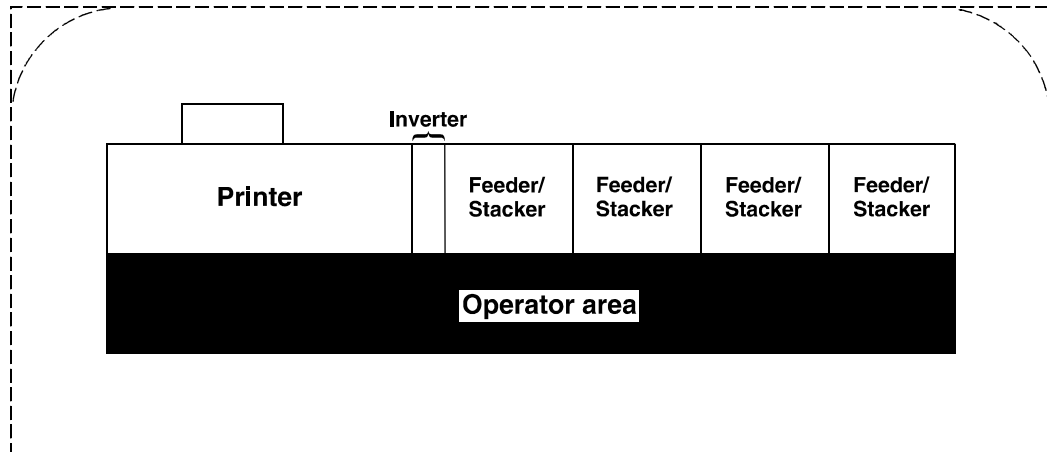 Inverter
Printer
Feeder/
Stacker
Feeder/
Stacker
Feeder/
Stacker
Feeder/
Stacker
Operator area